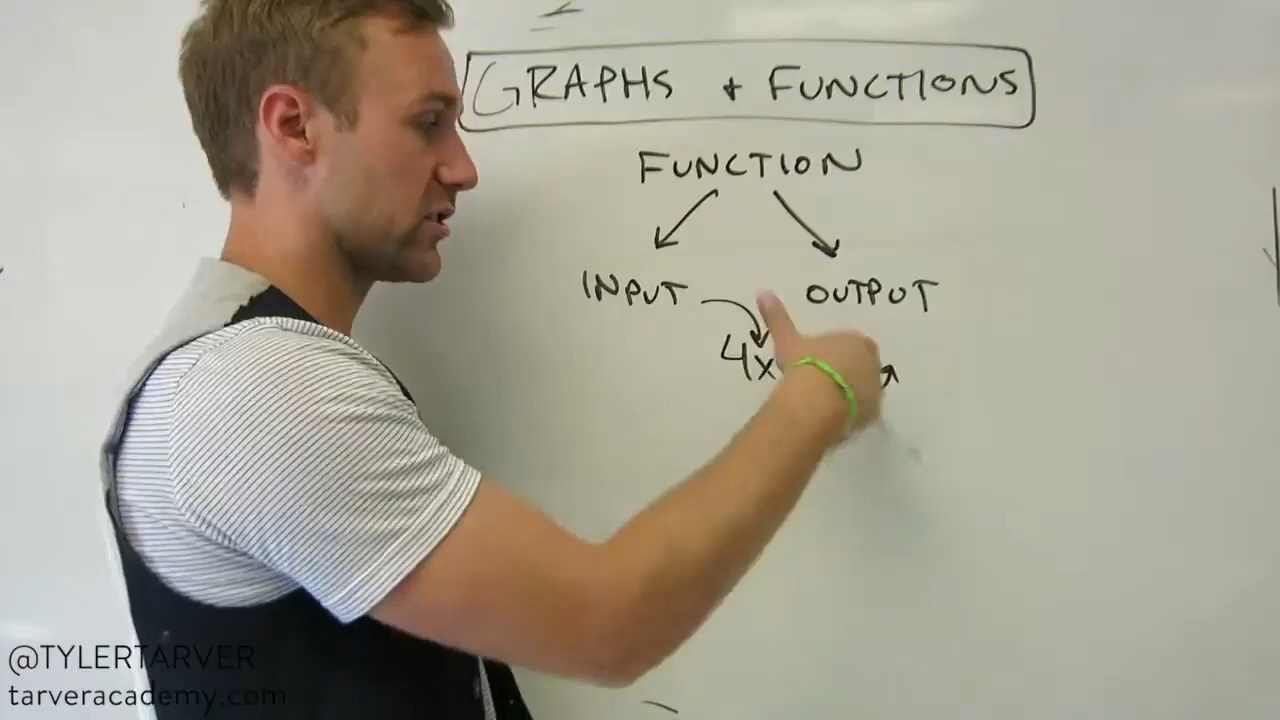 GRAPHS + FUNCTIONS
FUNCTION
INPUT OUTPUT
4x
@TYLERTARVER
tarveracademy.com